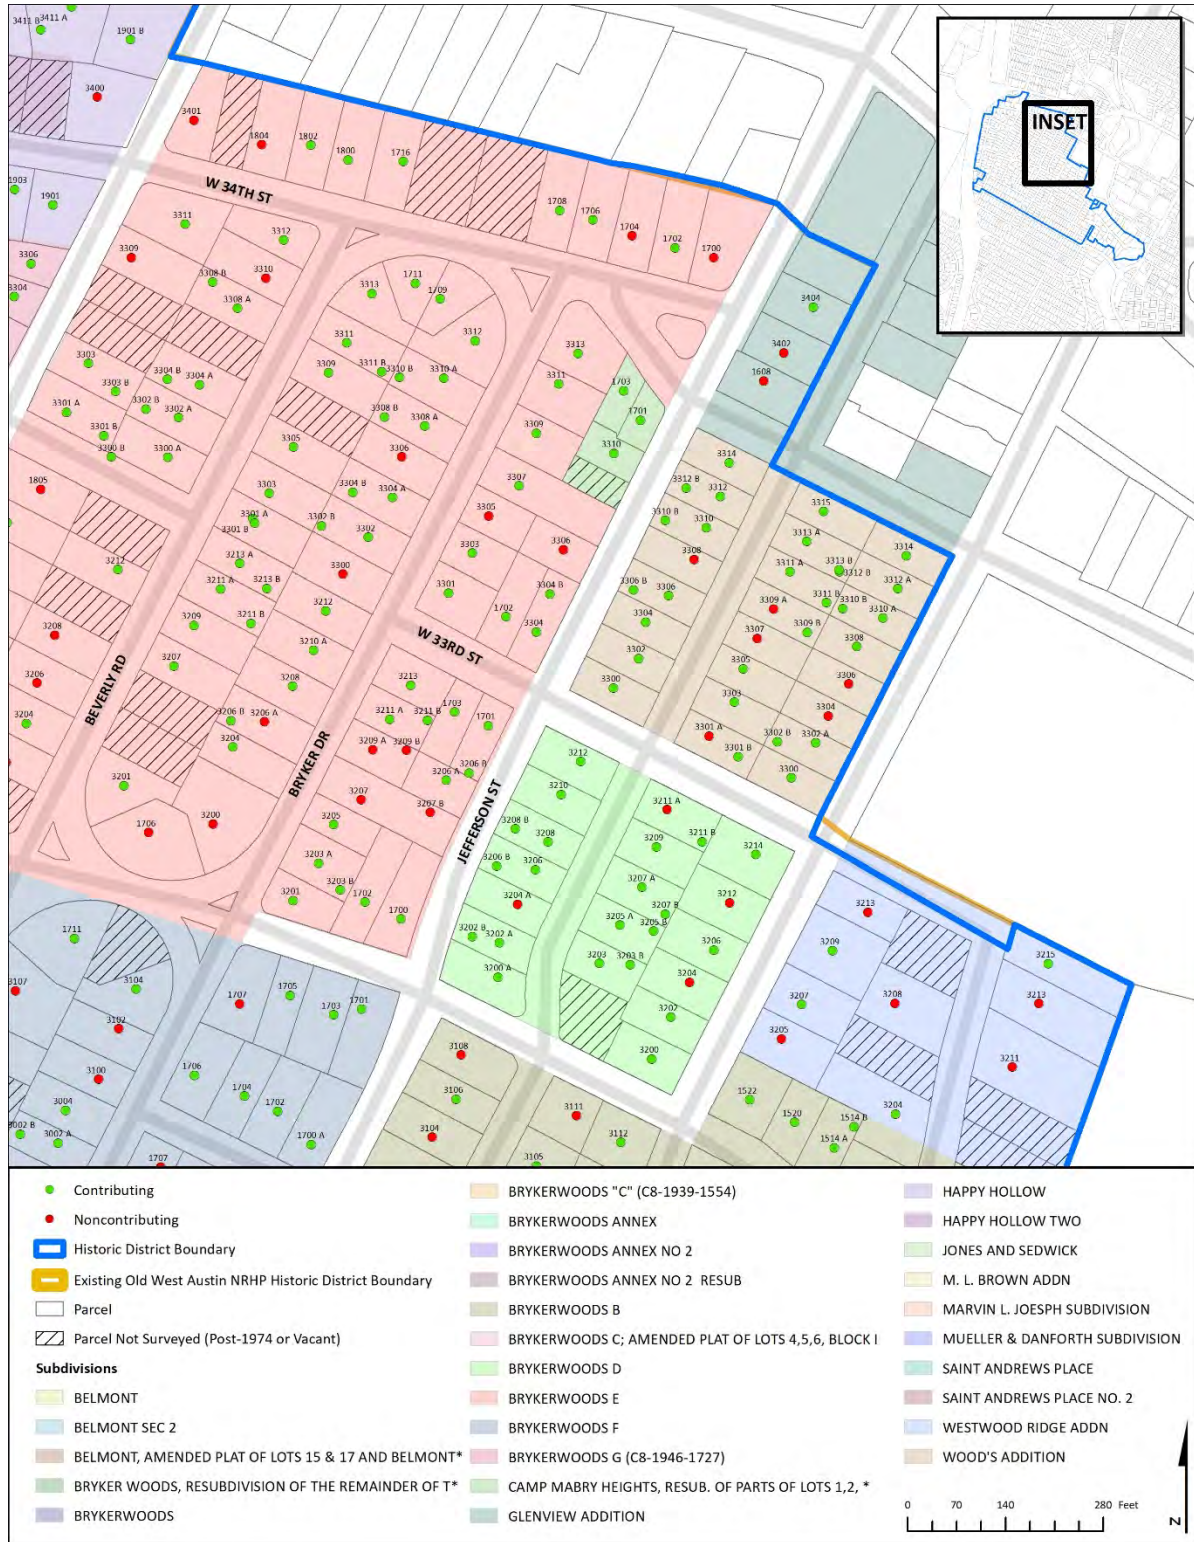 3411 B
3411 A
1901 B
3400
3401
1804
1802
1800
1716
1708
1706
1704
1702
1700
W 34TH ST
INSET
1903
1901
3306
3304
3311
3312
3309
3310
3308 B
3308 A
3313
1711
1709
3312
3311
3309
3311 B
3310 B
3310 A
3313
3311
1703
1701
3309
3310
3404
3402
1608
3303
3304 B
3304 A
3303 B
3302 B
3302 A
3301 A
3301 B
3300 B
3300 A
3308 B
3308 A
3305
3306
3307
3314
3312 B
3312
3310 B
3310
3308
3315
3313 A
3314
1805
3303
3304 B
3304 A
3305
3303
3306
3301 A
3301 B
3302 B
3302
3311 A
3313 B
3312 B
3312 A
3213 A
3300
3301
3304 B
1702
3304
3306 B
3306
3304
3302
3300
3309 A
3311 B
3310 B
3310 A
3309 B
3307
3308
3305
3306
3303
3304
3301 A
3302 B
3302 A
3301 B
3300
3212
3211 A
3213 B
3212
3209
3211 B
3210 A
W 33RD ST
3208
3206
3204
3207
3208
3206 B
3206 A
3204
BEVERLY RD
BRYKER DR
JEFFERSON ST
3213
3211 A
3211 B
1703
1701
3209 A
3209 B
3206 A
3206 B
3207
3207 B
3205
3203 A
3203 B
3201
1702
1700
3201
1706
3200
3212
3210
3208 B
3208
3206 B
3206
3204 A
3202 B
3202 A
3200 A
3211 A
3209
3211 B
3214
3207 A
3212
3207 B
3205 A
3205 B
3206
3203
3203 B
3204
3202
3200
3213
3209
3207
3208
3205
3204
3215
3213
3211
1711
3107
3104
3102
3100
3004
3002 B
3002 A
1707
1705
1703
1701
1706
1704
1702
1700 A
1707
3108
3106
3104
3111
3112
3105
1522
1520
1514 B
1514 A
Contributing
Noncontributing
Historic District Boundary
Existing Old West Austin NRHP Historic District Boundary
Parcel
Parcel Not Surveyed (Post-1974 or Vacant)
Subdivisions
BELMONT
BELMONT SEC 2
BELMONT, AMENDED PLAT OF LOTS 15 & 17 AND BELMONT*
BRYKER WOODS, RESUBDIVISION OF THE REMAINDER OF T*
BRYKERWOODS
BRYKERWOODS "C" (C8-1939-1554)
BRYKERWOODS ANNEX
BRYKERWOODS ANNEX NO 2
BRYKERWOODS ANNEX NO 2 RESUB
BRYKERWOODS B
BRYKERWOODS C; AMENDED PLAT OF LOTS 4,5,6, BLOCK I
BRYKERWOODS D
BRYKERWOODS E
BRYKERWOODS F
BRYKERWOODS G (C8-1946-1727)
CAMP MABRY HEIGHTS, RESUB. OF PARTS OF LOTS 1,2, *
GLENVIEW ADDITION
HAPPY HOLLOW
HAPPY HOLLOW TWO
JONES AND SEDWICK
M. L. BROWN ADDN
MARVIN L. JOESPH SUBDIVISION
MUELLER & DANFORTH SUBDIVISION
SAINT ANDREWS PLACE
SAINT ANDREWS PLACE NO. 2
WESTWOOD RIDGE ADDN
WOOD'S ADDITION
0 70 140 280 Feet
N